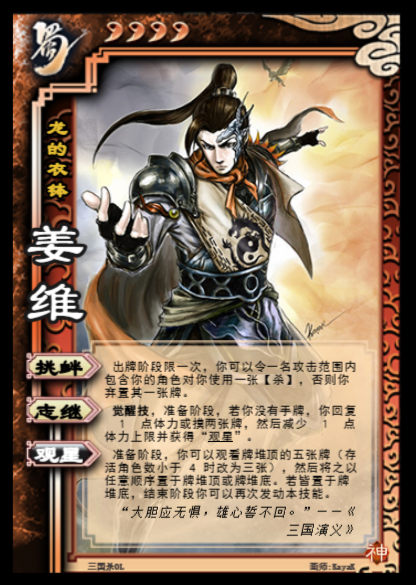 蜀
龙的衣钵
姜维
挑衅
出牌阶段限一次，你可以令一名攻击范围内
包含你的角色对你使用一张【杀】，否则你
弃置其一张牌。
志继
觉醒技，准备阶段，若你没有手牌，你回复
1 点体力或摸两张牌，然后减少 1 点
体力上限并获得“观星”。
观星
准备阶段，你可以观看牌堆顶的五张牌（存
活角色数小于 4 时改为三张），然后将之以
任意顺序置于牌堆顶或牌堆底。若皆置于牌
堆底，结束阶段你可以再次发动本技能。
“大胆应无惧，雄心誓不回。”——《
三国演义》
神
三国杀OL
画师:KayaK